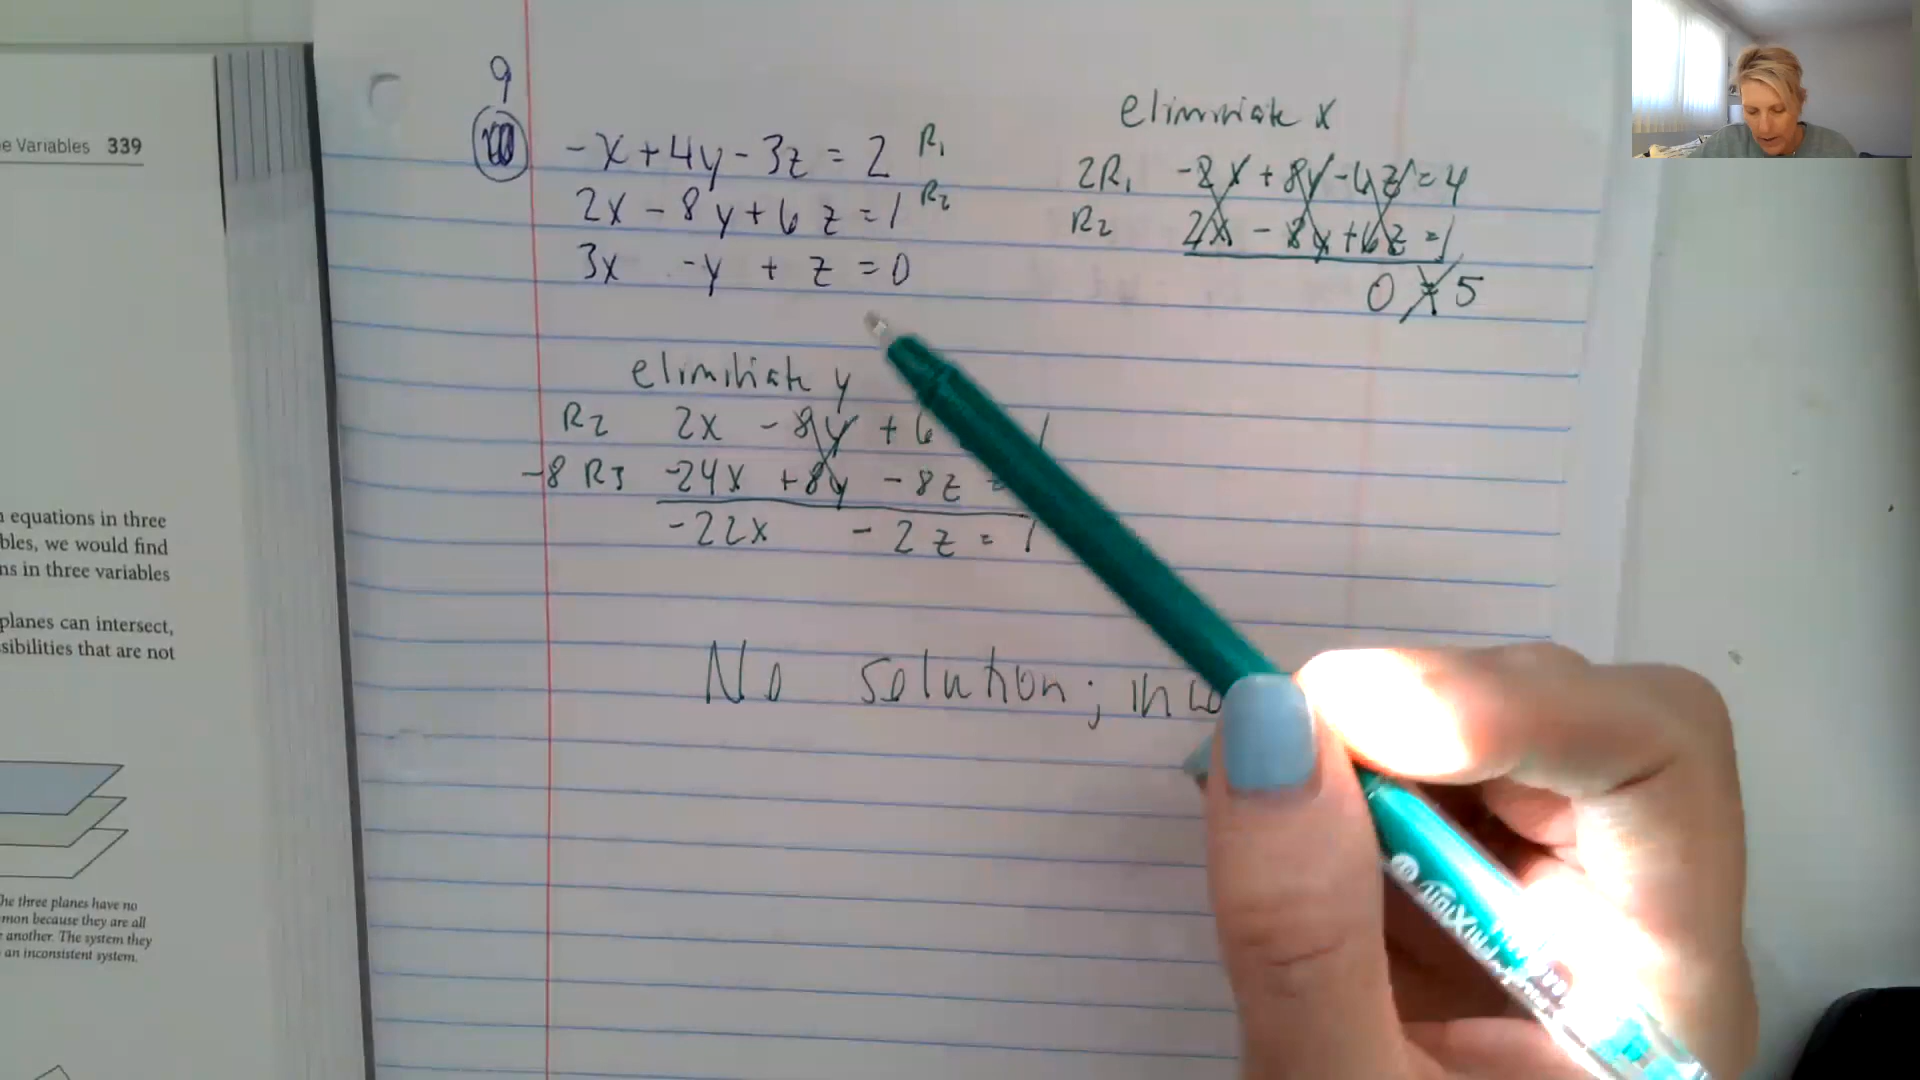 e Variables 339
equations in three
bles, we would find
ns in three variables
planes can intersect,
sibilities that are not
he three planes have no
mon because they are all
another. The system they
an inconsistent system.
9
-x + 4y - 3z = 2 R1
2x - 8y + 6z = 1 R2
3x - y + z = 0
eliminate x
2R1 -8x + 8y - 6z = 4
R2 2x - 8y + 6z = 1
0 ≠ 5
eliminate y
R2 2x - 8y + 6 1
-8 R3 -24x + 8y - 8z
-22x - 2z = 1
No solution; inco
FriXion